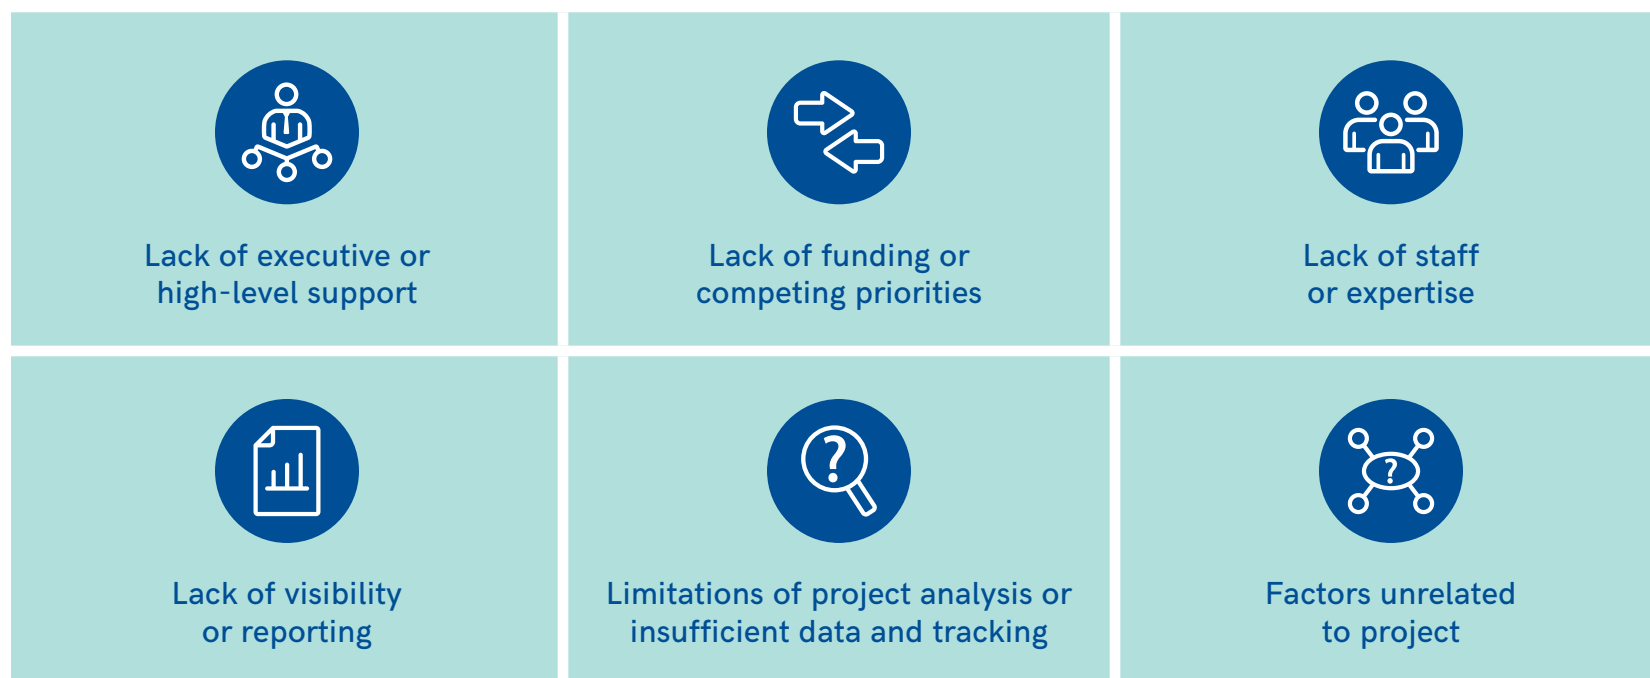 Lack of executive or
high-level support
Lack of funding or
competing priorities
Lack of staff
or expertise
?
?
Lack of visibility
or reporting
Limitations of project analysis or
insufficient data and tracking
Factors unrelated
to project